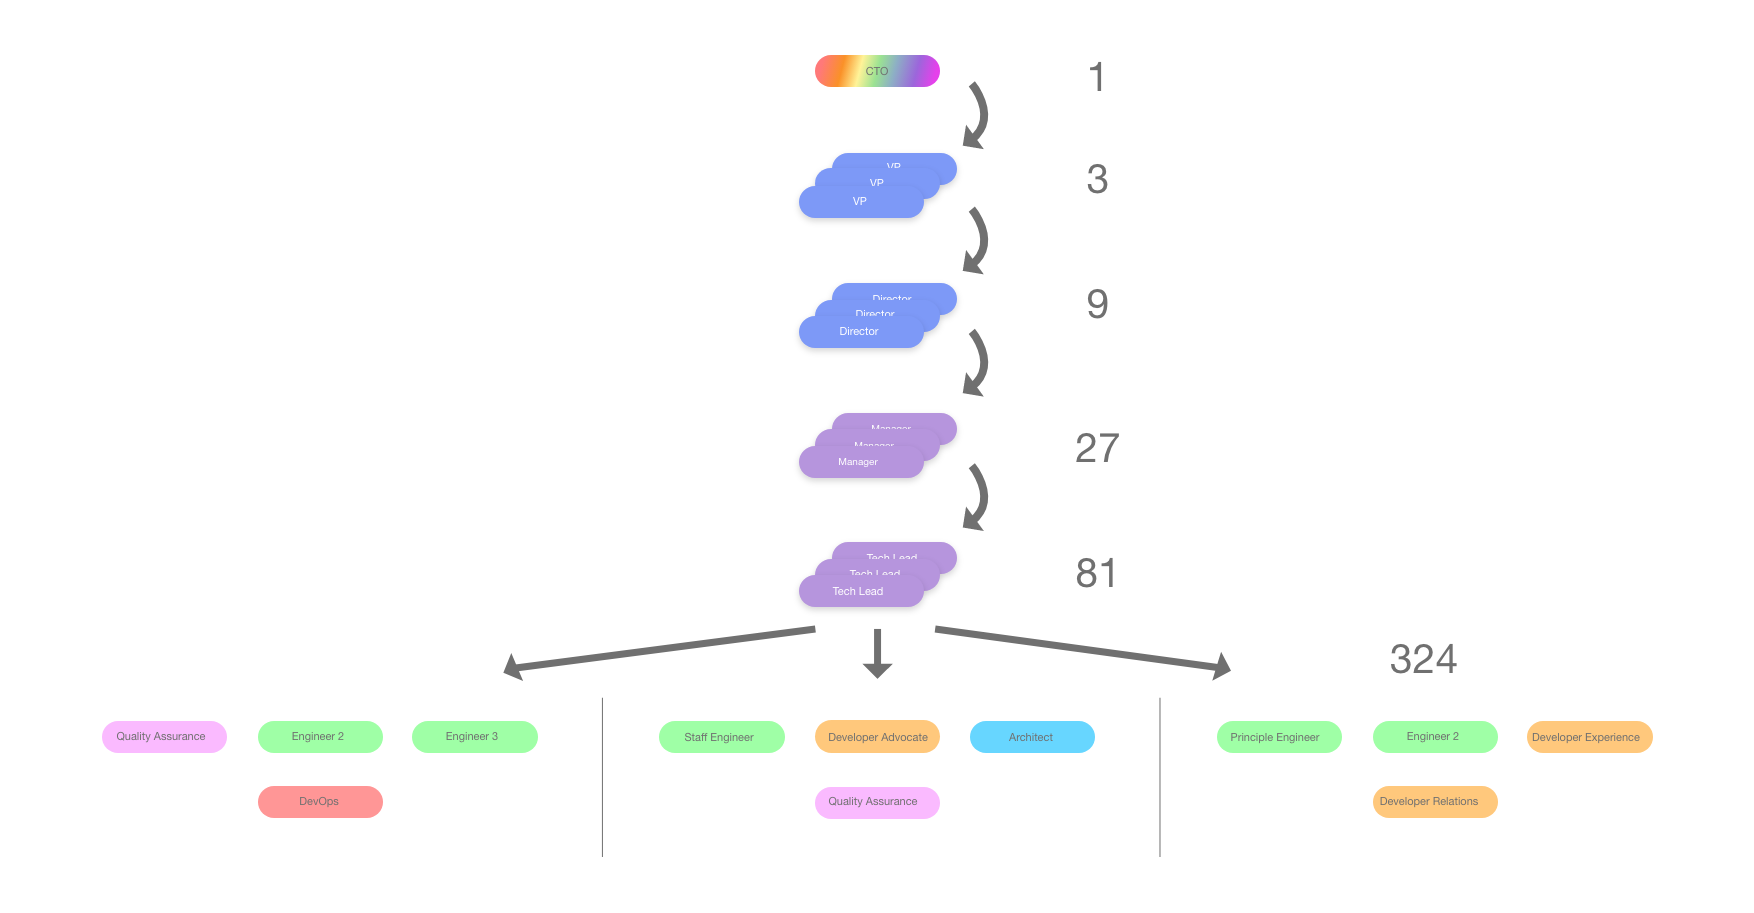 CTO
1
VP
VP
VP
3
Director
Director
Director
9
Manager
Manager
Manager
27
Tech Lead
Tech Lead
Tech Lead
81
324
Quality Assurance
Engineer 2
Engineer 3
DevOps
Staff Engineer
Developer Advocate
Architect
Quality Assurance
Principle Engineer
Engineer 2
Developer Experience
Developer Relations